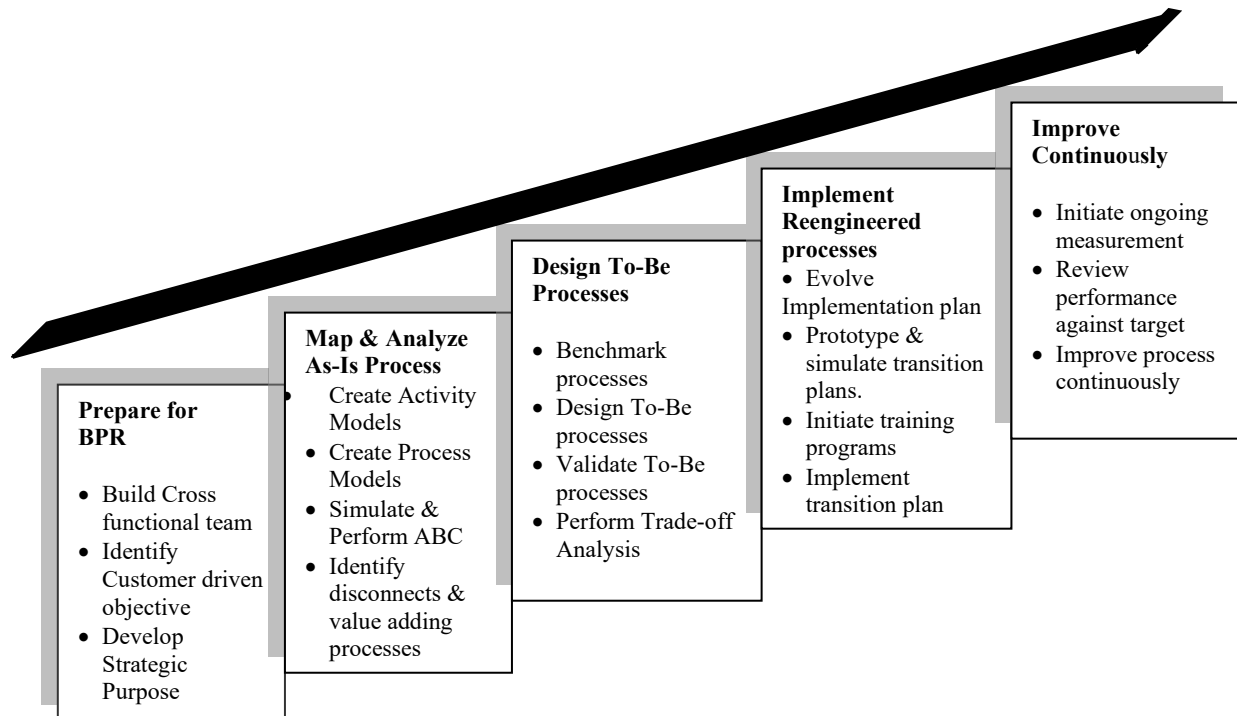 Prepare for
BPR
• Build Cross
functional team
• Identify
Customer driven
objective
• Develop
Strategic
Purpose
Map & Analyze
As-Is Process
• Create Activity
Models
• Create Process
Models
• Simulate &
Perform ABC
• Identify
disconnects &
value adding
processes
Design To-Be
Processes
• Benchmark
processes
• Design To-Be
processes
• Validate To-Be
processes
• Perform Trade-off
Analysis
Implement
Reengineered
processes
• Evolve
Implementation plan
• Prototype &
simulate transition
plans.
• Initiate training
programs
• Implement
transition plan
Improve
Continuously
• Initiate ongoing
measurement
• Review
performance
against target
• Improve process
continuously